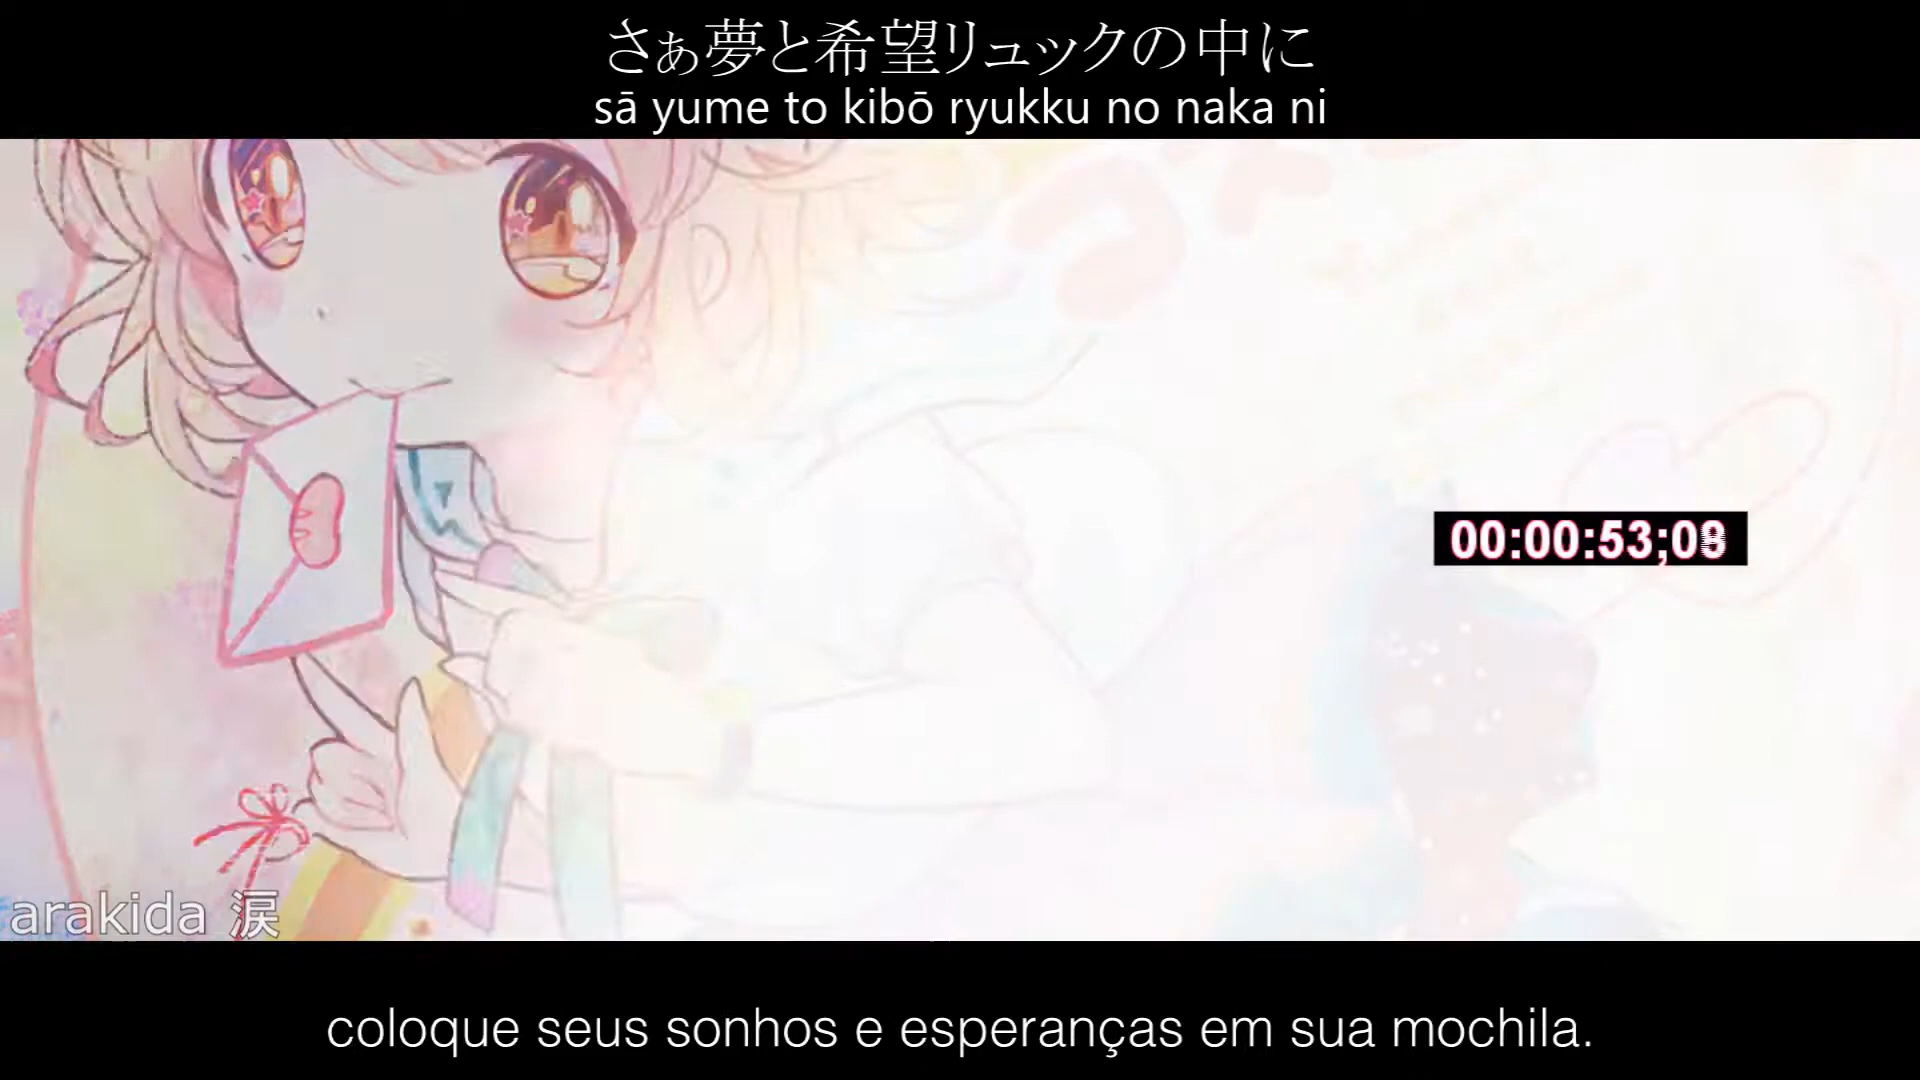 さぁ夢と希望リュックの中に
sā yume to kibō ryukku no naka ni
00:00:53;08
arakida 涙
coloque seus sonhos e esperanças em sua mochila.